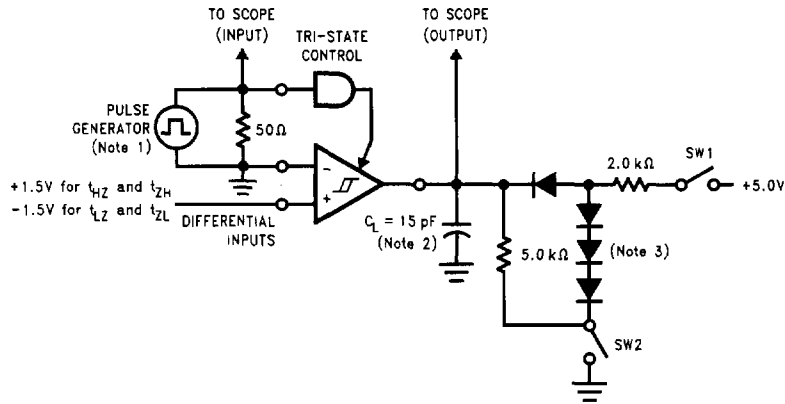 TO SCOPE
(INPUT)
TRI-STATE
CONTROL
TO SCOPE
(OUTPUT)
PULSE
GENERATOR
(Note 1)
50Ω
+1.5V for tHZ and tZH
-1.5V for tLZ and tZL
DIFFERENTIAL
INPUTS
-
+
CL = 15 pF
(Note 2)
5.0 kΩ
2.0 kΩ
SW1
+5.0V
(Note 3)
SW2